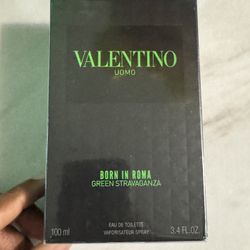 VALENTINO
UOMO
BORN IN ROMA
GREEN STRAVAGANZA
EAU DE TOILETTE
100 ml VAPORISATEUR SPRAY 3.4 FL.OZ.